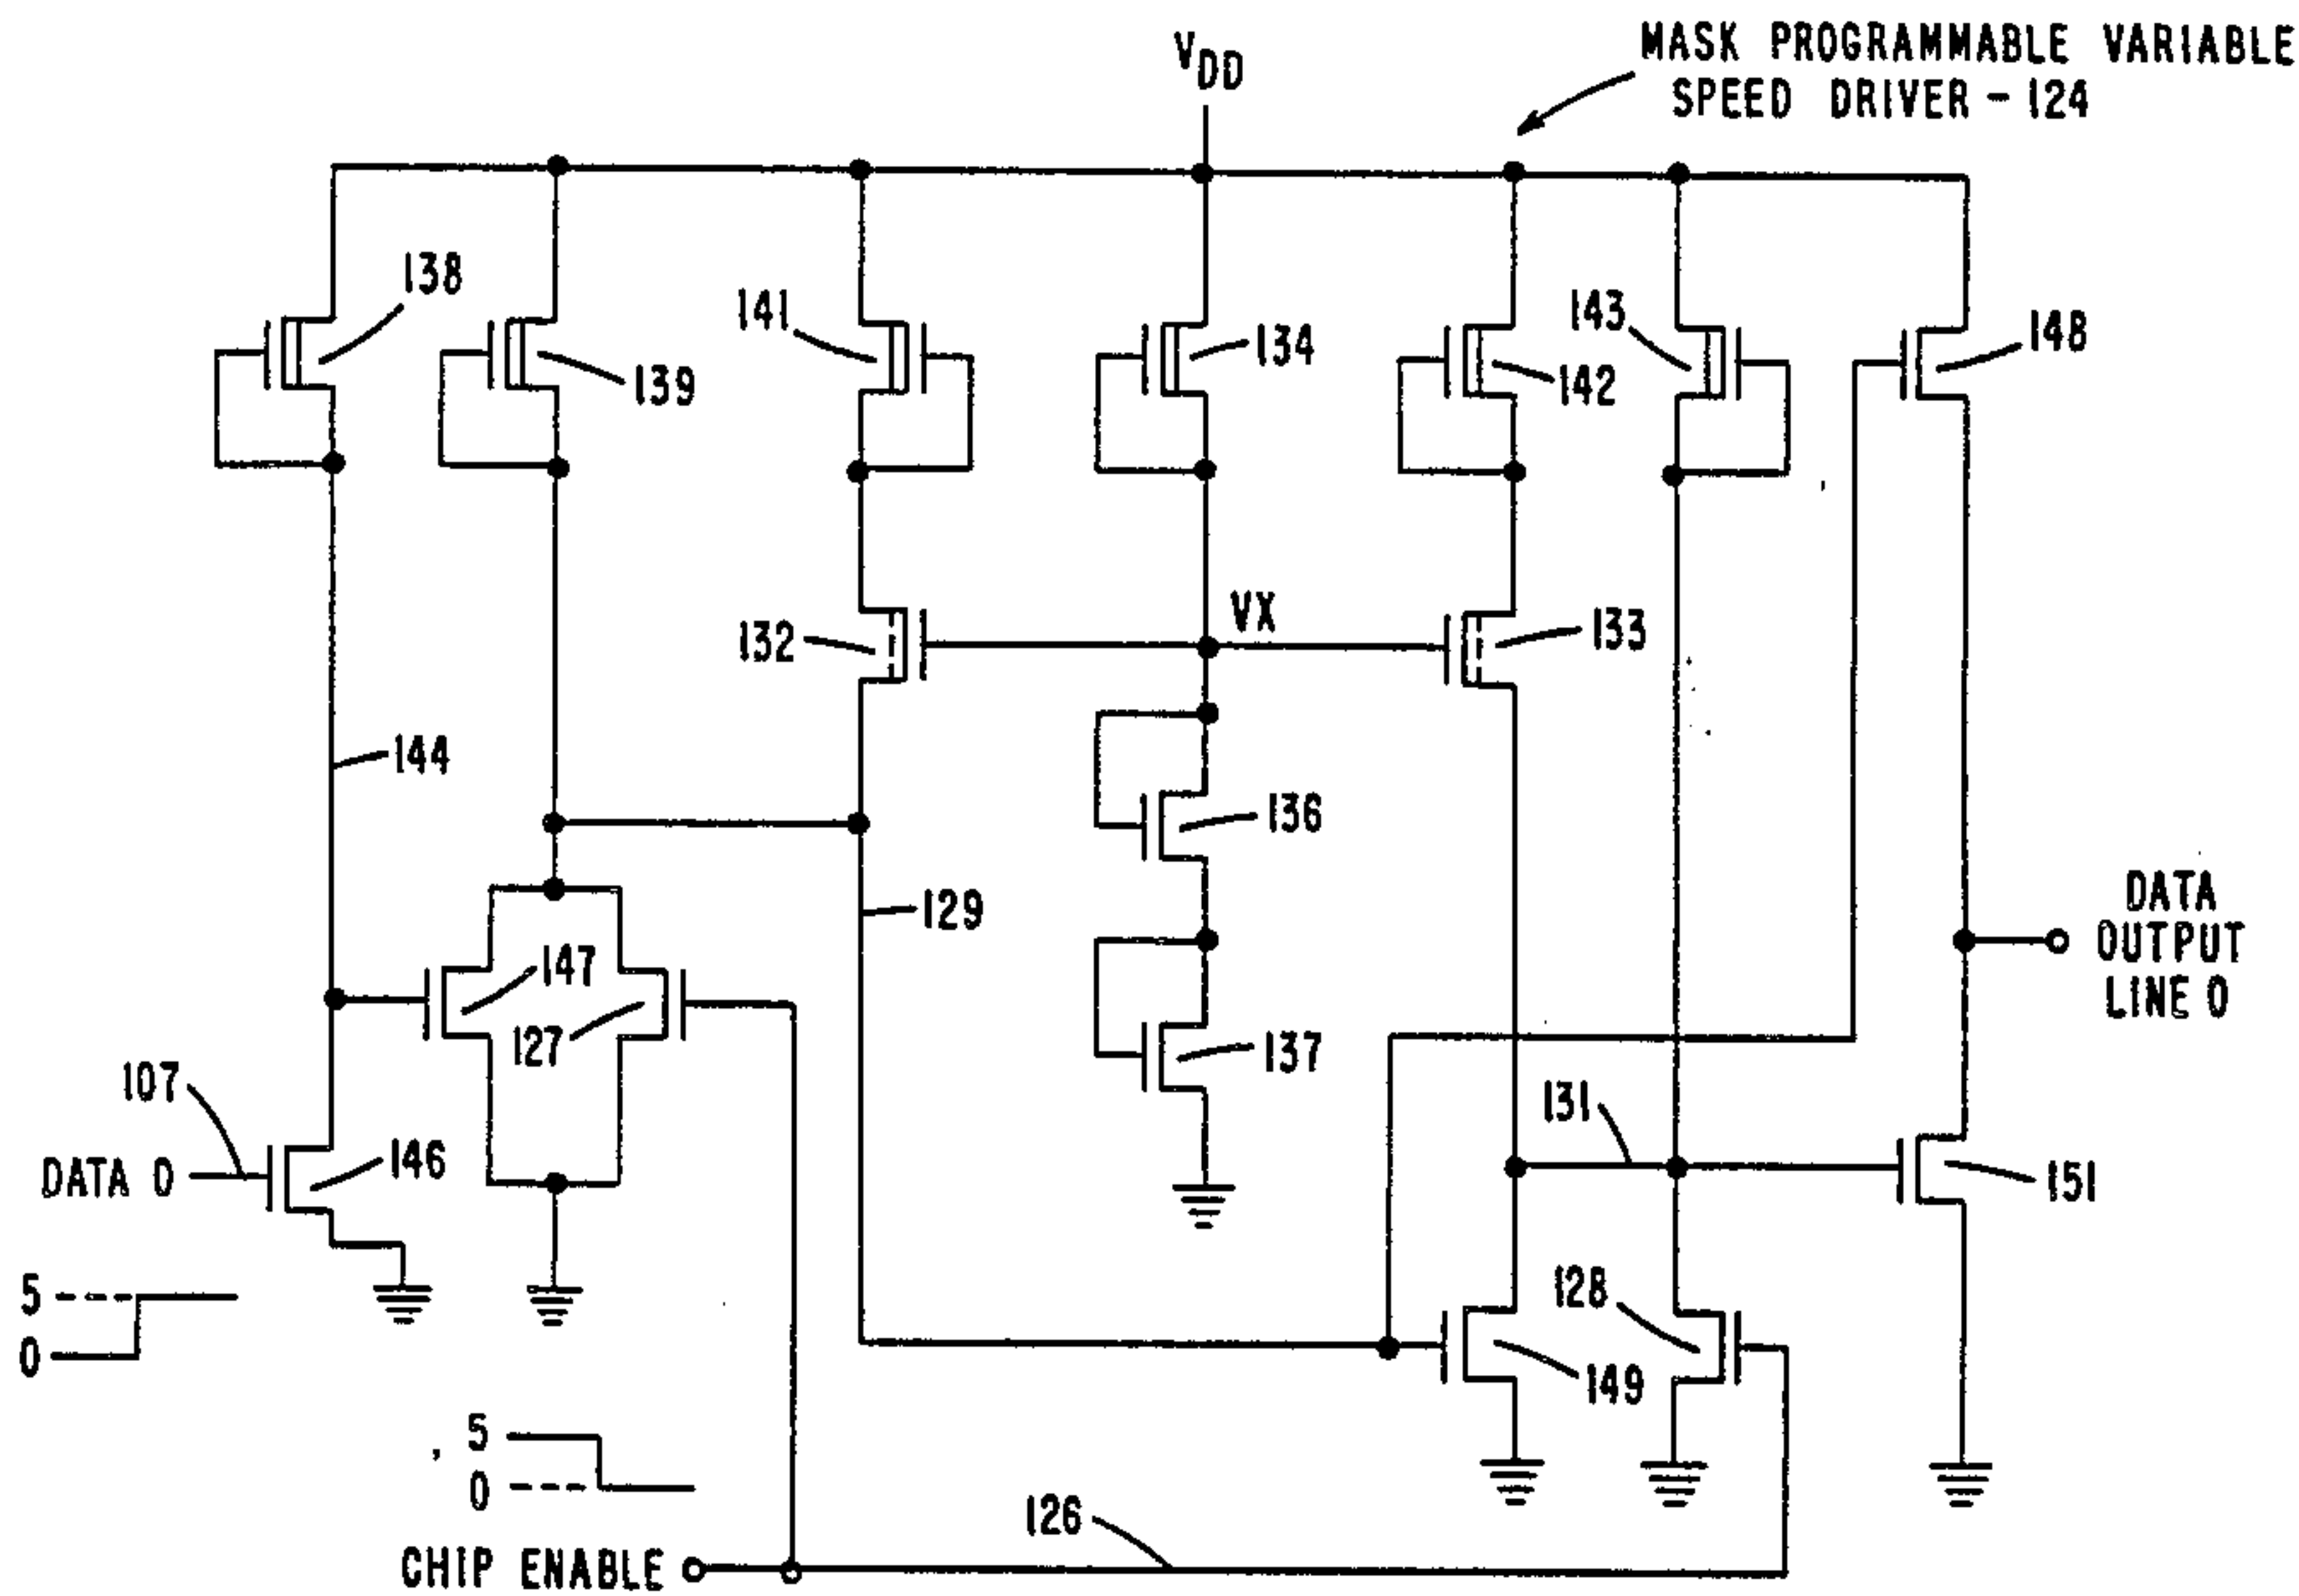 MASK PROGRAMMABLE VARIABLE
SPEED DRIVER - 124
VDD
138
139
141
134
142
143
148
132
VX
133
144
136
129
147
127
137
DATA
OUTPUT
LINE 0
107
DATA 0
146
131
151
5
0
128
149
5
0
126
CHIP ENABLE